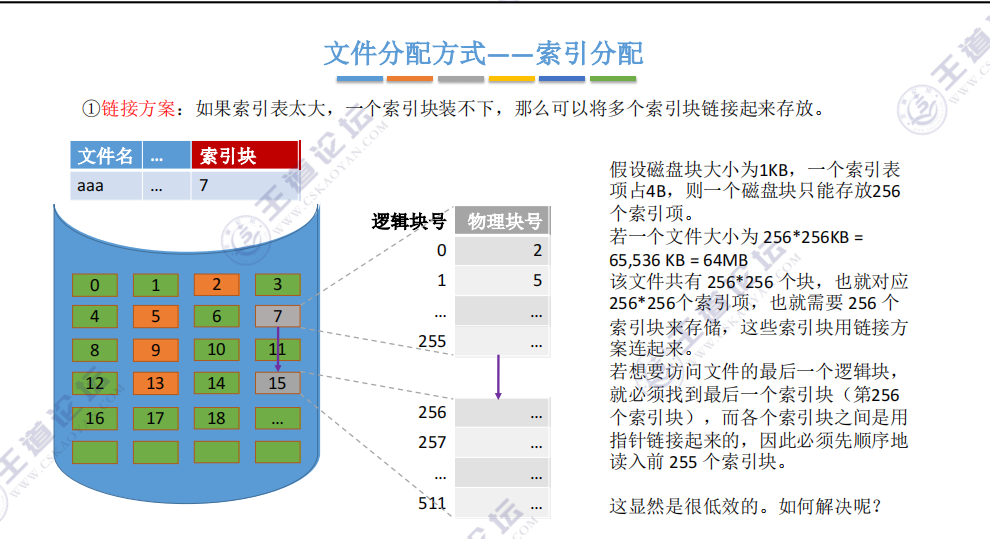 文件分配方式——索引分配
①链接方案：如果索引表太大，一个索引块装不下，那么可以将多个索引块链接起来存放。
文件名 ... 索引块
aaa ... 7
0 1 2 3
4 5 6 7
8 9 10 11
12 13 14 15
16 17 18 ...
逻辑块号 物理块号
0 2
1 5
... ...
255 ...
256 ...
257 ...
... ...
511 ...
假设磁盘块大小为1KB，一个索引表
项占4B，则一个磁盘块只能存放256
个索引项。
若一个文件大小为 256*256KB =
65,536 KB = 64MB
该文件共有 256*256 个块，也就对应
256*256个索引项，也就需要 256 个
索引块来存储，这些索引块用链接方
案连起来。
若想要访问文件的最后一个逻辑块，
就必须找到最后一个索引块（第256
个索引块），而各个索引块之间是用
指针链接起来的，因此必须先顺序地
读入前 255 个索引块。
这显然是很低效的。如何解决呢？
王道论坛
WWW.CSKAOYAN.COM